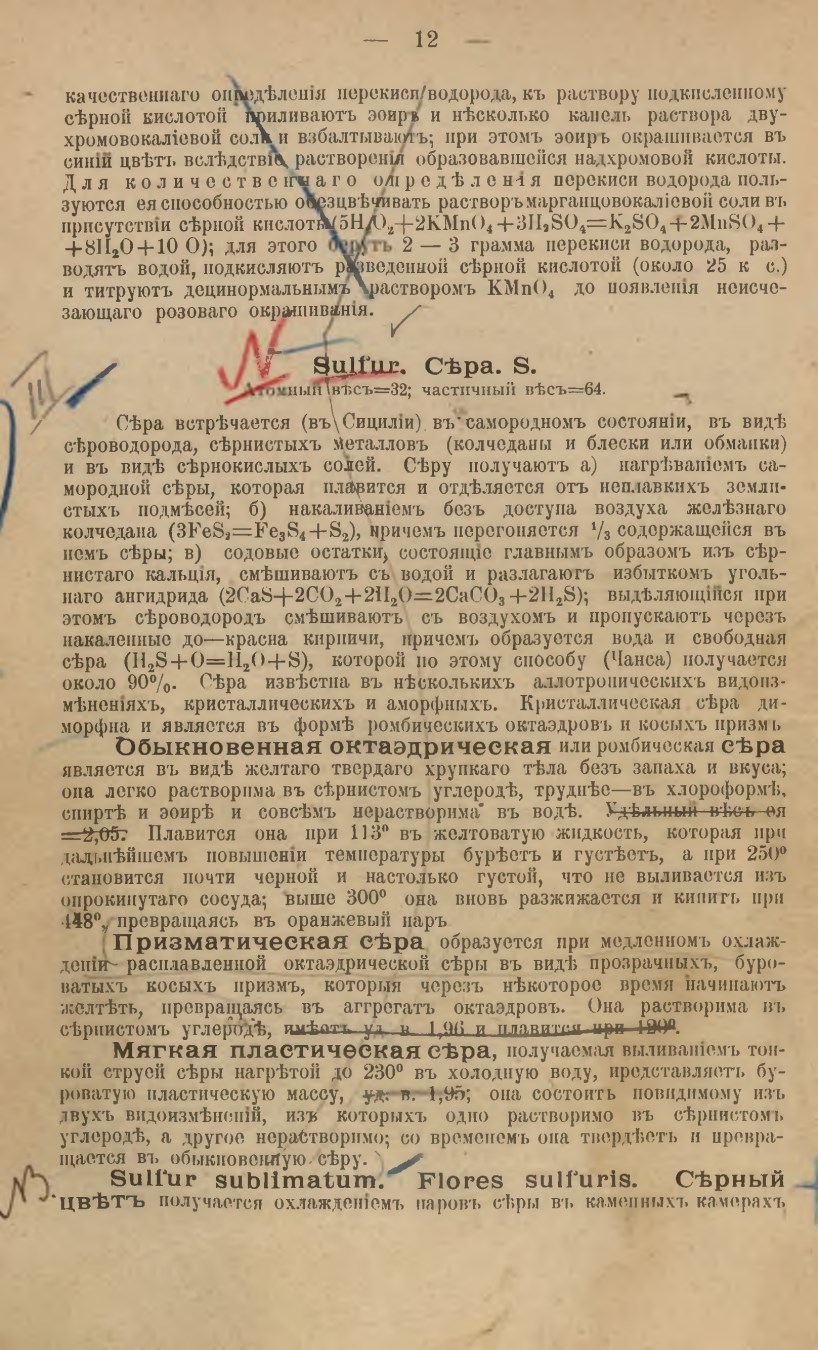 — 12 —
качественнаго опредѣленія перекиси водорода, къ раствору подкисленному
сѣрной кислотой приливаютъ эѳиръ и нѣсколько капель раствора дву-
хромовокаліевой соли и взбалтываютъ; при этомъ эѳиръ окрашивается въ
синій цвѣтъ вслѣдствіе растворенія образовавшейся надхромовой кислоты.
Для количественнаго опредѣленія перекиси водорода поль-
зуются ея способностью обезцвѣчивать растворъ марганцовокаліевой соли въ
присутствіи сѣрной кислоты (5H₂O₂+2KMnO₄+3H₂SO₄=K₂SO₄+2MnSO₄+
+8H₂O+10 O); для этого берутъ 2 — 3 грамма перекиси водорода, раз-
водятъ водой, подкисляютъ разведенной сѣрной кислотой (около 25 к с.)
и титруютъ децинормальнымъ растворомъ KMnO₄ до появленія неисче-
зающаго розоваго окрашиванія.
Sulfur. Сѣра. S.
Атомный вѣсъ=32; частичный вѣсъ=64.
Сѣра встрѣчается (въ Сициліи) въ самородномъ состояніи, въ видѣ
сѣроводорода, сѣрнистыхъ металловъ (колчеданы и блески или обманки)
и въ видѣ сѣрнокислыхъ солей. Сѣру получаютъ а) нагрѣваніемъ са-
мородной сѣры, которая плавится и отдѣляется отъ неплавкихъ земли-
стыхъ подмѣсей; б) накаливаніемъ безъ доступа воздуха желѣзнаго
колчедана (3FeS₂=Fe₃S₄+S₂), причемъ перегоняется ¹/₃ содержащейся въ
немъ сѣры; в) содовые остатки, состоящіе главнымъ образомъ изъ сѣр-
нистаго кальція, смѣшиваютъ съ водой и разлагаютъ избыткомъ уголь-
наго ангидрида (2CaS+2CO₂+2H₂O=2CaCO₃+2H₂S); выдѣляющійся при
этомъ сѣроводородъ смѣшиваютъ съ воздухомъ и пропускаютъ черезъ
накаленные до—красна кирпичи, причемъ образуется вода и свободная
сѣра (H₂S+O=H₂O+S), которой по этому способу (Чанса) получается
около 90%. Сѣра извѣстна въ нѣсколькихъ аллотропическихъ видоиз-
мѣненіяхъ, кристаллическихъ и аморфныхъ. Кристаллическая сѣра ди-
морфна и является въ формѣ ромбическихъ октаэдровъ и косыхъ призмъ
Обыкновенная октаэдрическая или ромбическая сѣра
является въ видѣ желтаго твердаго хрупкаго тѣла безъ запаха и вкуса;
она легко растворима въ сѣрнистомъ углеродѣ, труднѣе—въ хлороформѣ,
спиртѣ и эѳирѣ и совсѣмъ нерастворима въ водѣ. Удѣльный вѣсъ ея
=2,05. Плавится она при 113° въ желтоватую жидкость, которая при
дальнѣйшемъ повышеніи температуры бурѣетъ и густѣетъ, а при 250°
становится почти черной и настолько густой, что не выливается изъ
опрокинутаго сосуда; выше 300° она вновь разжижается и кипитъ при
448°, превращаясь въ оранжевый паръ
Призматическая сѣра образуется при медленномъ охлаж-
деніи расплавленной октаэдрической сѣры въ видѣ прозрачныхъ, буро-
ватыхъ косыхъ призмъ, которыя черезъ нѣкоторое время начинаютъ
желтѣть, превращаясь въ аггрегатъ октаэдровъ. Она растворима въ
сѣрнистомъ углеродѣ, имѣетъ уд. в. 1,96 и плавится при 120°.
Мягкая пластическая сѣра, получаемая выливаніемъ тон-
кой струей сѣры нагрѣтой до 230° въ холодную воду, представляетъ бу-
роватую пластическую массу, уд. в. 1,95; она состоитъ повидимому изъ
двухъ видоизмѣненій, изъ которыхъ одно растворимо въ сѣрнистомъ
углеродѣ, а другое нерастворимо; со временемъ она твердѣетъ и превра-
щается въ обыкновенную сѣру.
Sulfur sublimatum. Flores sulfuris. Сѣрный
цвѣтъ получается охлажденіемъ паровъ сѣры въ каменныхъ камерахъ